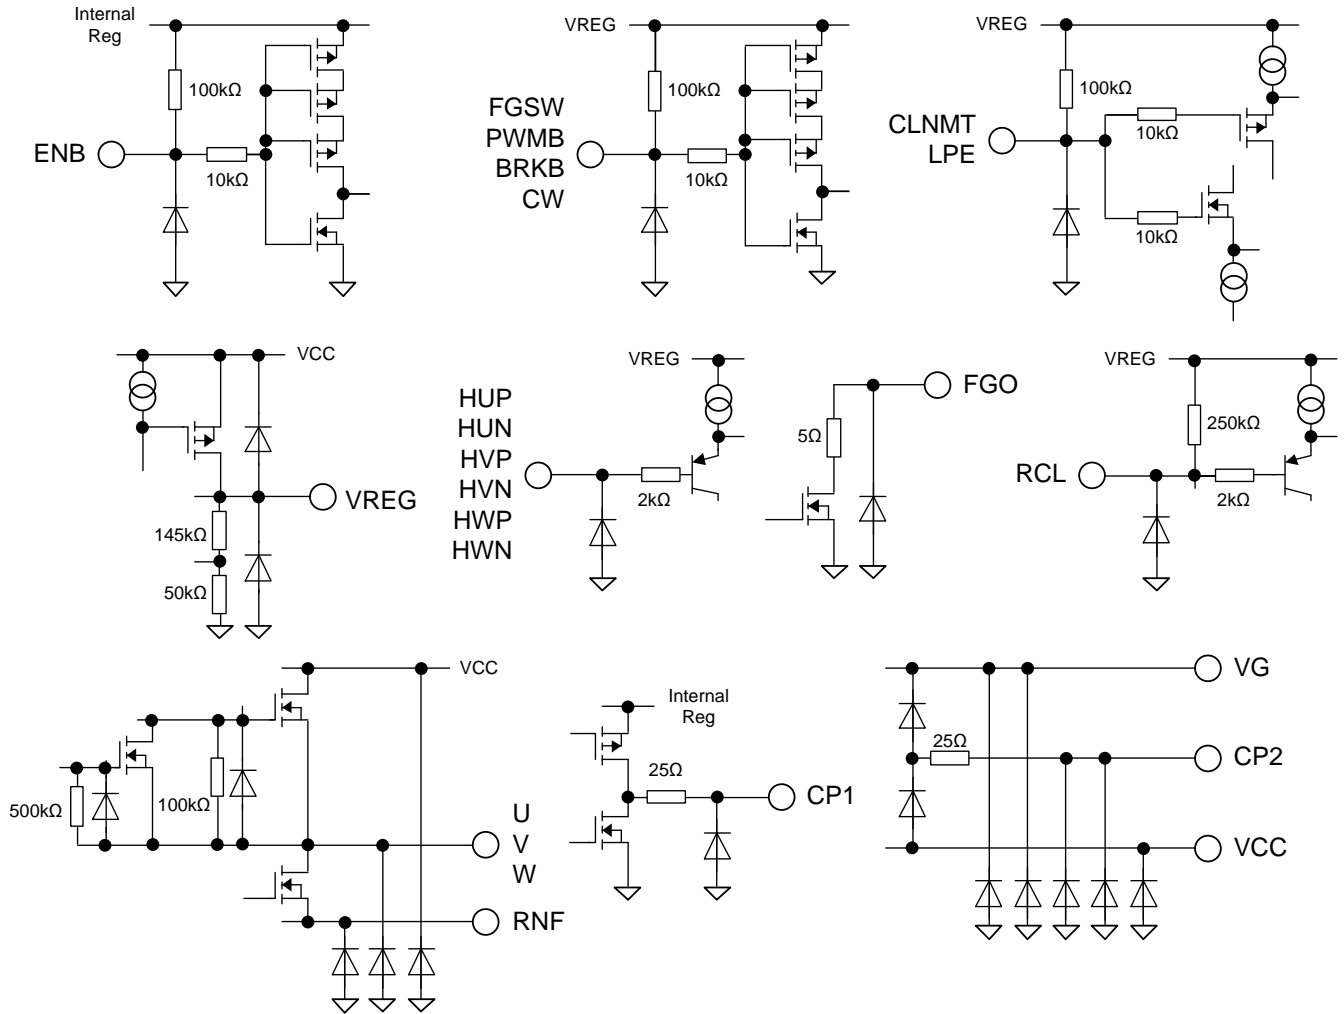 Internal
Reg
100kΩ
ENB
10kΩ
VREG
100kΩ
FGSW
PWMB
BRKB
CW
10kΩ
VREG
100kΩ
CLNMT
LPE
10kΩ
10kΩ
VCC
VREG
145kΩ
50kΩ
VREG
HUP
HUN
HVP
HVN
HWP
HWN
2kΩ
FGO
5Ω
VREG
250kΩ
RCL
2kΩ
VCC
500kΩ
100kΩ
U
V
W
RNF
Internal
Reg
25Ω
CP1
VG
25Ω
CP2
VCC